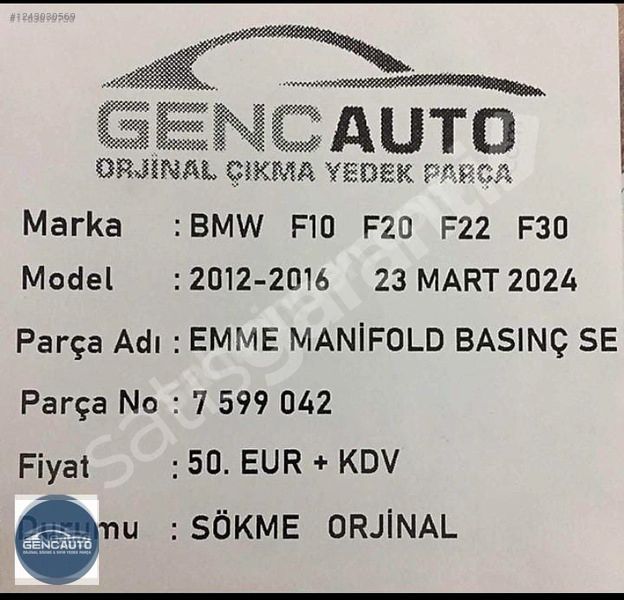 GENCAUTO
ORJİNAL ÇIKMA YEDEK PARÇA
Marka : BMW F10 F20 F22 F30
Model : 2012-2016 23 MART 2024
Parça Adı : EMME MANİFOLD BASINÇ SE
Parça No : 7 599 042
Fiyat : 50. EUR + KDV
Durumu : SÖKME ORJİNAL
GENCAUTO
satışgaranti